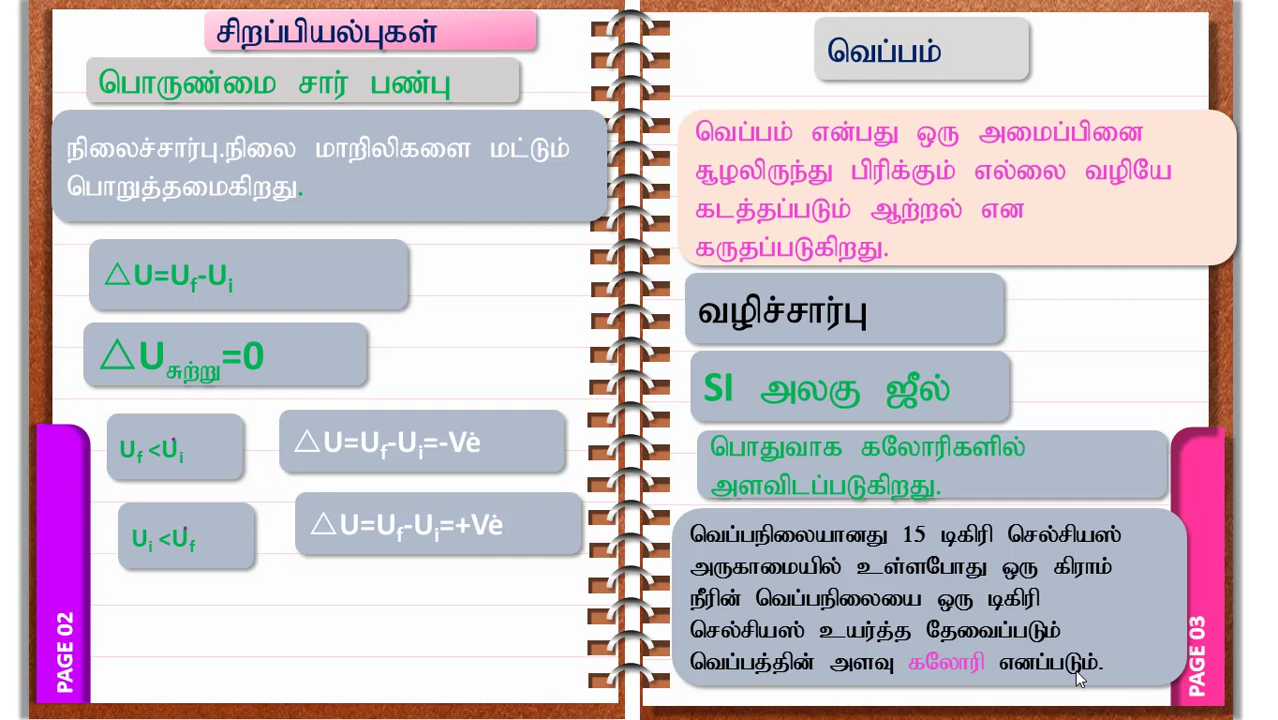 சிறப்பியல்புகள்
பொருண்மை சார் பண்பு
நிலைச்சார்பு.நிலை மாறிலிகளை மட்டும்
பொறுத்தமைகிறது.
△U=Uf-Ui
△Uசுற்று=0
Uf <Ui
△U=Uf-Ui=-Ve
Ui <Uf
△U=Uf-Ui=+Ve
PAGE 02
வெப்பம்
வெப்பம் என்பது ஒரு அமைப்பினை
சூழலிருந்து பிரிக்கும் எல்லை வழியே
கடத்தப்படும் ஆற்றல் என
கருதப்படுகிறது.
வழிச்சார்பு
SI அலகு ஜீல்
பொதுவாக கலோரிகளில்
அளவிடப்படுகிறது.
வெப்பநிலையானது 15 டிகிரி செல்சியஸ்
அருகாமையில் உள்ளபோது ஒரு கிராம்
நீரின் வெப்பநிலையை ஒரு டிகிரி
செல்சியஸ் உயர்த்த தேவைப்படும்
வெப்பத்தின் அளவு கலோரி எனப்படும்.
PAGE 03